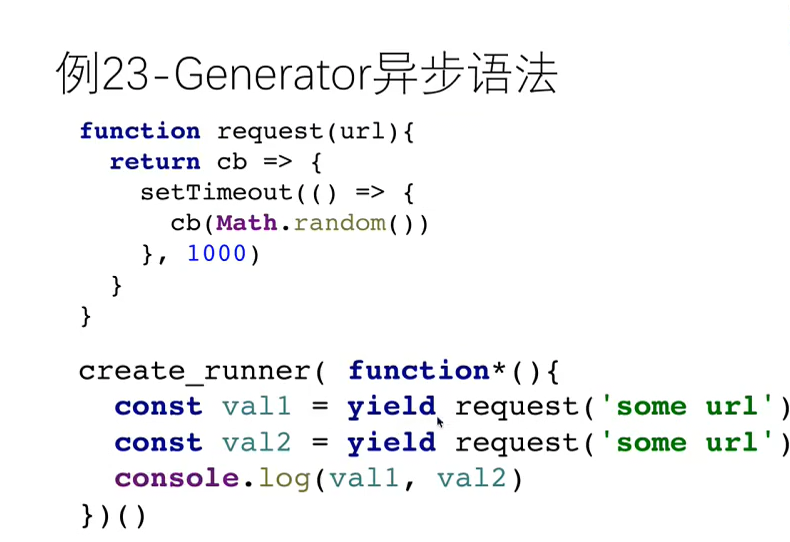 例23-Generator异步语法
function request(url){
  return cb => {
    setTimeout(() => {
      cb(Math.random())
    }, 1000)
  }
}
create_runner( function*(){
  const val1 = yield request('some url')
  const val2 = yield request('some url')
  console.log(val1, val2)
})()